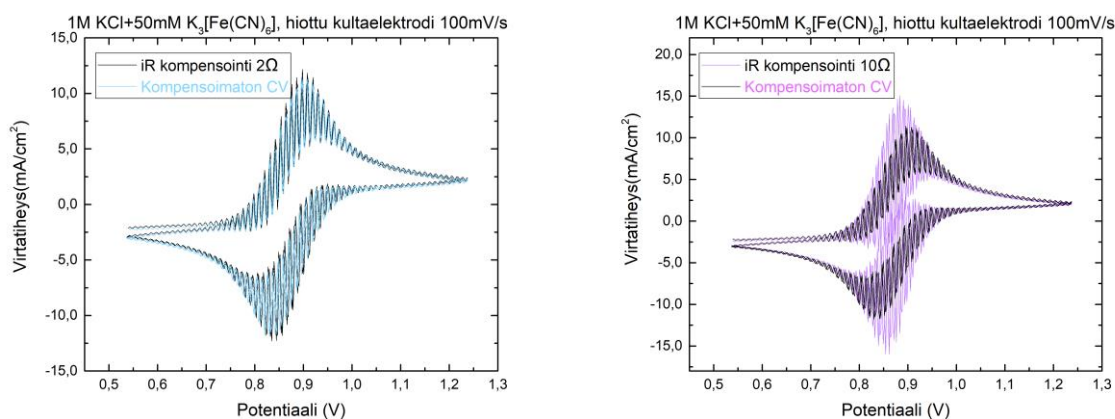 1M KCl+50mM K₃[Fe(CN)₆], hiottu kultaelektrodi 100mV/s
15,0
10,0
5,0
0,0
-5,0
-10,0
-15,0
Virtatiheys(mA/cm²)
iR kompensointi 2Ω
Kompensoimaton CV
0,5 0,6 0,7 0,8 0,9 1,0 1,1 1,2 1,3
Potentiaali (V)
1M KCl+50mM K₃[Fe(CN)₆], hiottu kultaelektrodi 100mV/s
20,0
15,0
10,0
5,0
0,0
-5,0
-10,0
-15,0
Virtatiheys(mA/cm²)
iR kompensointi 10Ω
Kompensoimaton CV
0,5 0,6 0,7 0,8 0,9 1,0 1,1 1,2 1,3
Potentiaali (V)